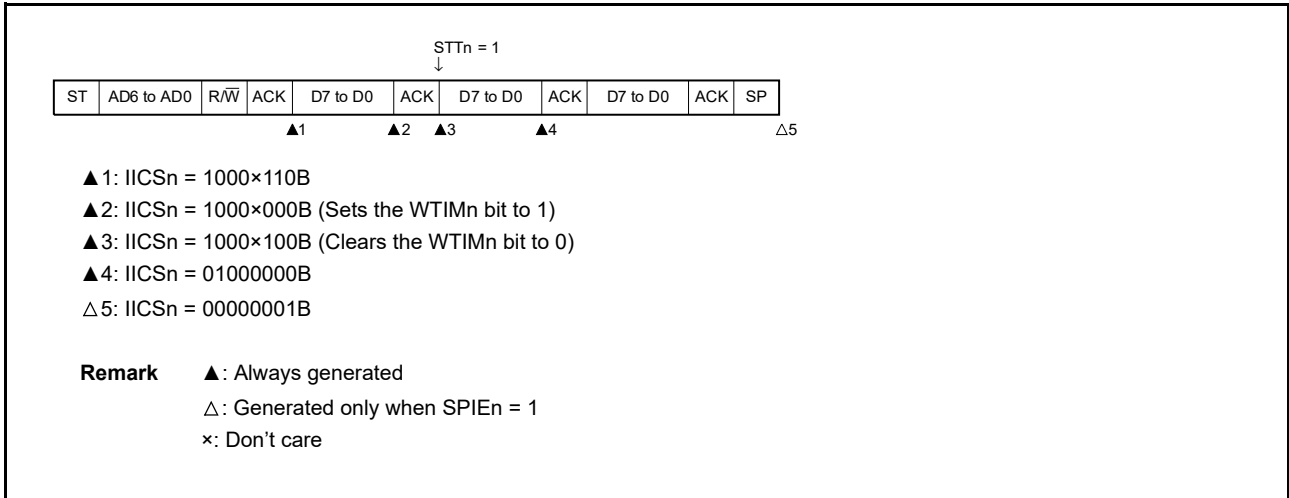 STTn = 1
↓
ST AD6 to AD0 R/W̅ ACK D7 to D0 ACK D7 to D0 ACK D7 to D0 ACK SP
▲1 ▲2 ▲3 ▲4 △5
▲1: IICSn = 1000×110B
▲2: IICSn = 1000×000B (Sets the WTIMn bit to 1)
▲3: IICSn = 1000×100B (Clears the WTIMn bit to 0)
▲4: IICSn = 01000000B
△5: IICSn = 00000001B
Remark ▲: Always generated
△: Generated only when SPIEn = 1
×: Don't care